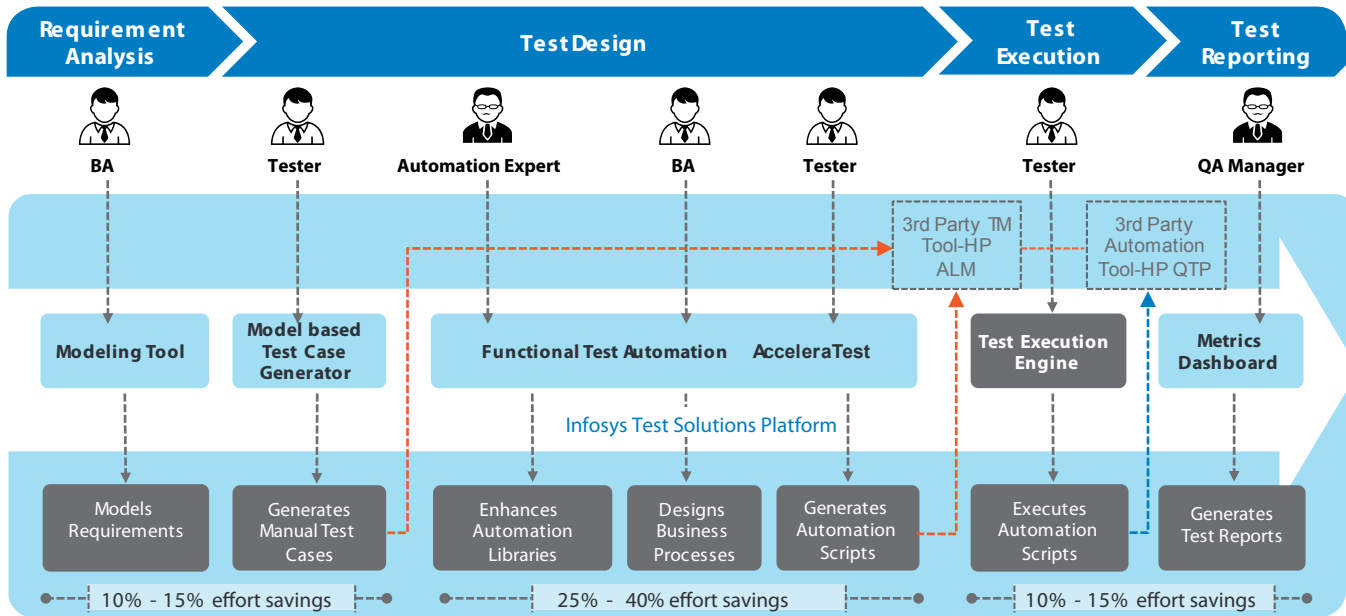 Requirement
Analysis
Test Design
Test
Execution
Test
Reporting
BA
Tester
Automation Expert
BA
Tester
Tester
QA Manager
3rd Party TM
Tool-HP
ALM
3rd Party
Automation
Tool-HP QTP
Modeling Tool
Model based
Test Case
Generator
Functional Test Automation AcceleraTest
Test Execution
Engine
Metrics
Dashboard
Infosys Test Solutions Platform
Models
Requirements
Generates
Manual Test
Cases
Enhances
Automation
Libraries
Designs
Business
Processes
Generates
Automation
Scripts
Executes
Automation
Scripts
Generates
Test Reports
10% - 15% effort savings
25% - 40% effort savings
10% - 15% effort savings